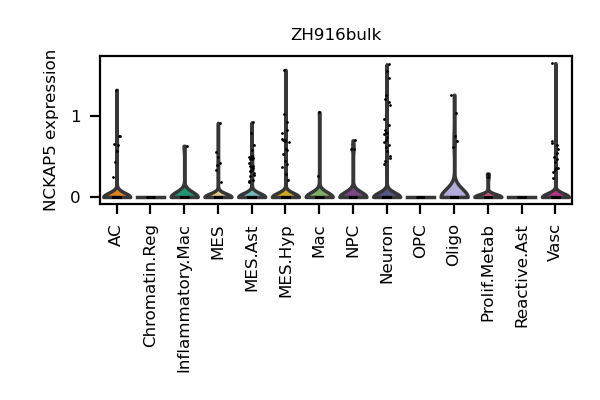 ZH916bulk
NCKAP5 expression
1
0
AC
Chromatin.Reg
Inflammatory.Mac
MES
MES.Ast
MES.Hyp
Mac
NPC
Neuron
OPC
Oligo
Prolif.Metab
Reactive.Ast
Vasc